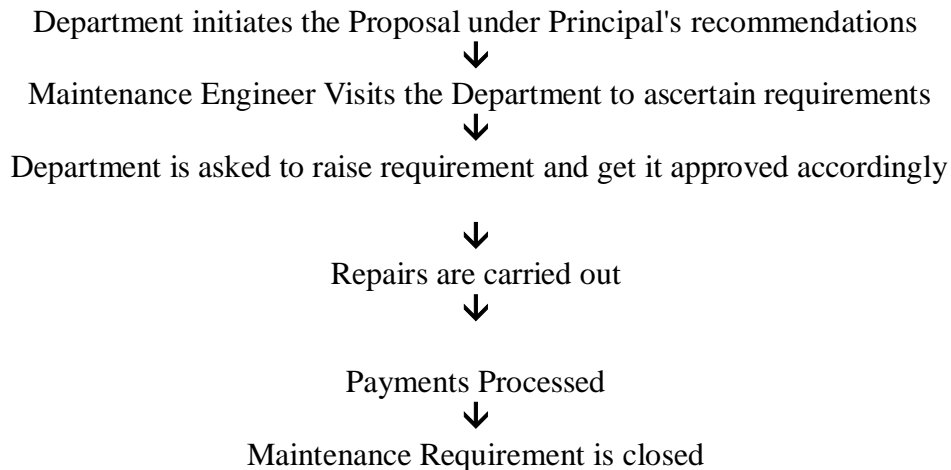 Department initiates the Proposal under Principal's recommendations
↓
Maintenance Engineer Visits the Department to ascertain requirements
↓
Department is asked to raise requirement and get it approved accordingly
↓
Repairs are carried out
↓
Payments Processed
↓
Maintenance Requirement is closed